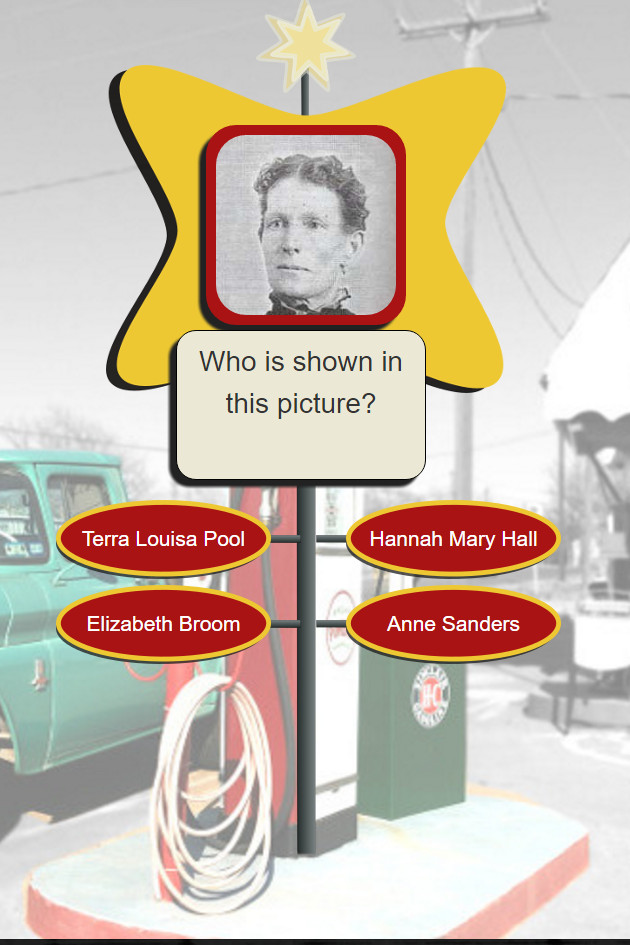 Who is shown in
this picture?
Terra Louisa Pool
Hannah Mary Hall
Elizabeth Broom
Anne Sanders